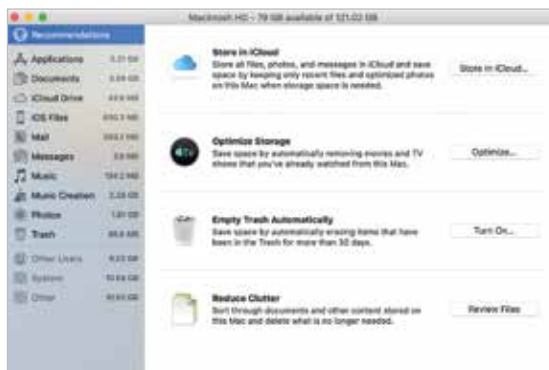 Macintosh HD - 79 GB available of 121.02 GB
Recommendations
Applications
Documents
iCloud Drive
iOS Files
Mail
Messages
Music
Music Creation
Photos
Trash
Other Users
System
Other
Store in iCloud
Store all files, photos, and messages in iCloud and save
space by keeping only recent files and optimized photos
on this Mac when storage space is needed.
Store in iCloud...
Optimize Storage
Save space by automatically removing movies and TV
shows that you've already watched from this Mac.
Optimize...
Empty Trash Automatically
Save space by automatically erasing items that have
been in the Trash for more than 30 days.
Turn On...
Reduce Clutter
Sort through documents and other content stored on
this Mac and delete what is no longer needed.
Review Files